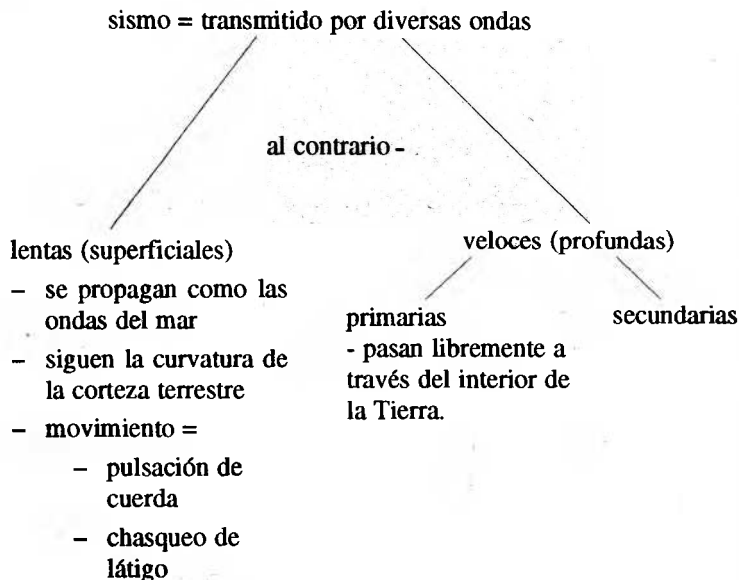 sismo = transmitido por diversas ondas
al contrario -
lentas (superficiales)
– se propagan como las
ondas del mar
– siguen la curvatura de
la corteza terrestre
– movimiento =
– pulsación de
cuerda
– chasqueo de
látigo
veloces (profundas)
primarias
- pasan libremente a
través del interior de
la Tierra.
secundarias